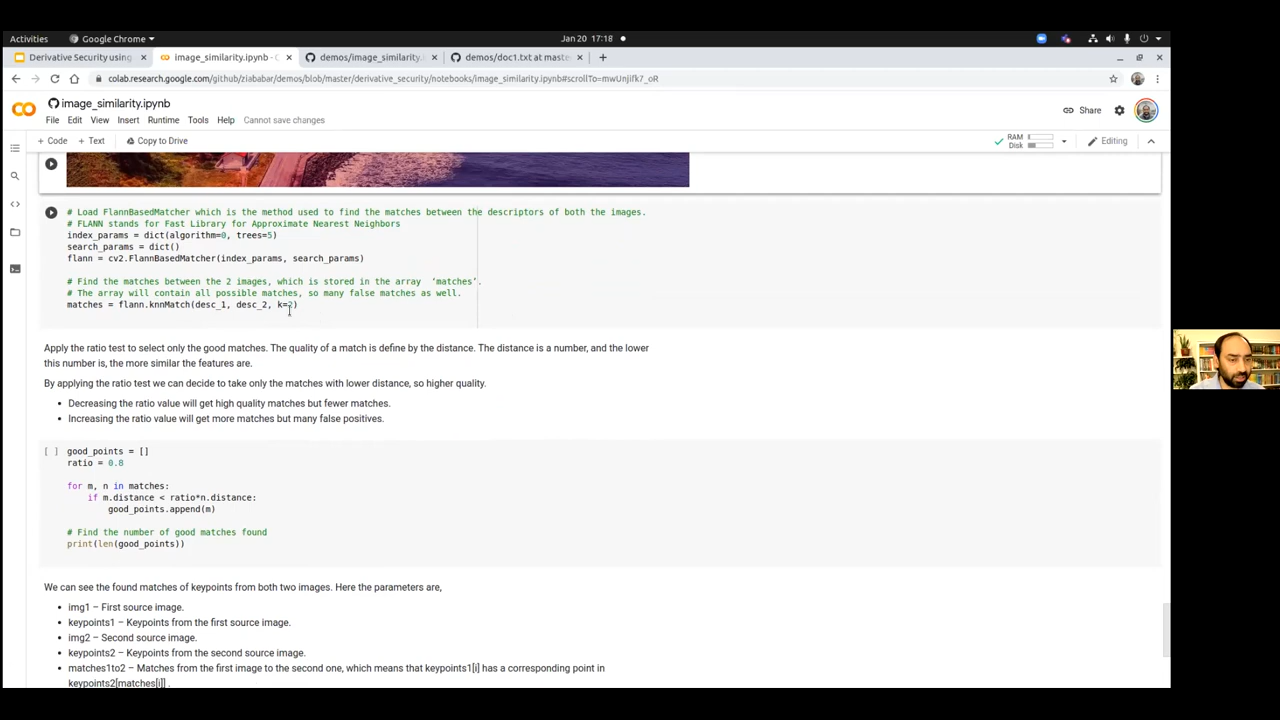 Activities
Google Chrome
Jan 20 17:18
Derivative Security using
image_similarity.ipynb - C
demos/image_similarity.
demos/doc1.txt at master
colab.research.google.com/github/ziababar/demos/blob/master/derivative_security/notebooks/image_similarity.ipynb#scrollTo=mwUnjifk7_oR
image_similarity.ipynb
Share
File Edit View Insert Runtime Tools Help Cannot save changes
+ Code + Text Copy to Drive
RAM
Disk
Editing
# Load FlannBasedMatcher which is the method used to find the matches between the descriptors of both the images.
# FLANN stands for Fast Library for Approximate Nearest Neighbors
index_params = dict(algorithm=0, trees=5)
search_params = dict()
flann = cv2.FlannBasedMatcher(index_params, search_params)
# Find the matches between the 2 images, which is stored in the array ‘matches’.
# The array will contain all possible matches, so many false matches as well.
matches = flann.knnMatch(desc_1, desc_2, k=2)
Apply the ratio test to select only the good matches. The quality of a match is define by the distance. The distance is a number, and the lower
this number is, the more similar the features are.
By applying the ratio test we can decide to take only the matches with lower distance, so higher quality.
• Decreasing the ratio value will get high quality matches but fewer matches.
• Increasing the ratio value will get more matches but many false positives.
[ ] good_points = []
ratio = 0.8
for m, n in matches:
if m.distance < ratio*n.distance:
good_points.append(m)
# Find the number of good matches found
print(len(good_points))
We can see the found matches of keypoints from both two images. Here the parameters are,
• img1 – First source image.
• keypoints1 – Keypoints from the first source image.
• img2 – Second source image.
• keypoints2 – Keypoints from the second source image.
• matches1to2 – Matches from the first image to the second one, which means that keypoints1[i] has a corresponding point in
keypoints2[matches[i]] .